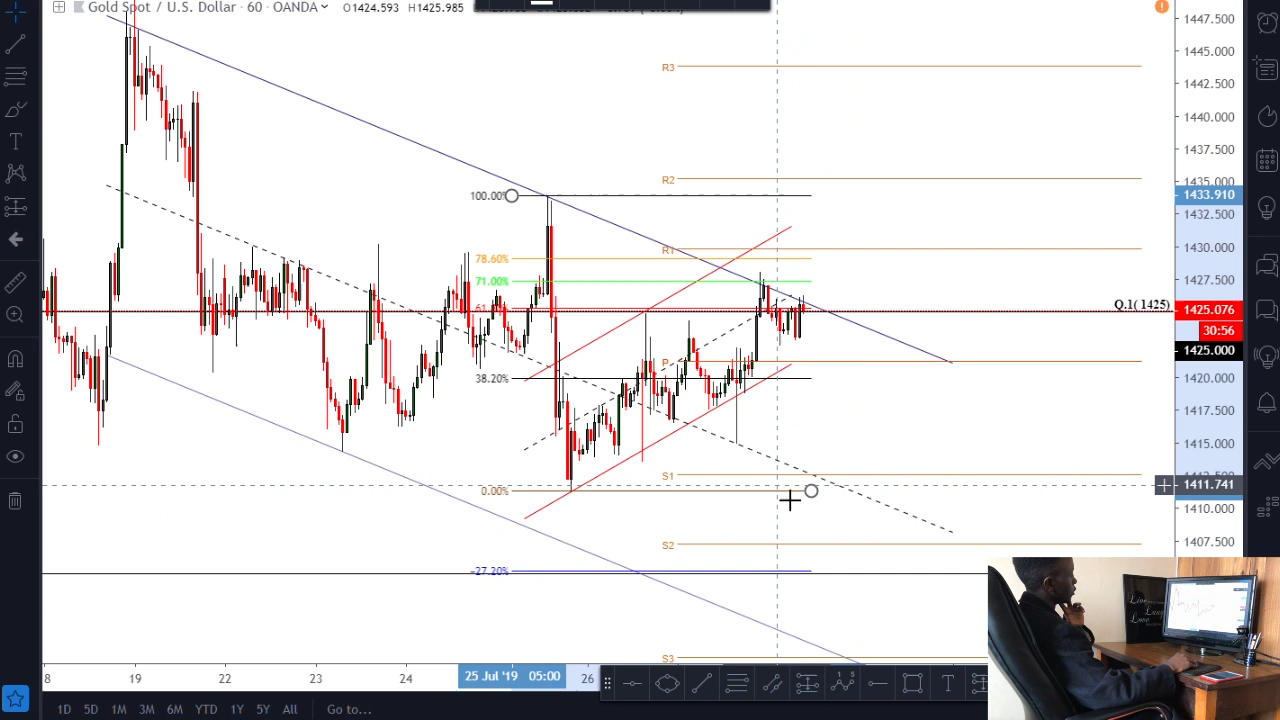 Gold Spot / U.S. Dollar · 60 · OANDA O1424.593 H1425.985
1447.500
1445.000
1442.500
1440.000
1437.500
1435.000
1433.910
1432.500
1430.000
1427.500
1425.076
30:56
1425.000
1420.000
1417.500
1415.000
1411.741
1410.000
1407.500
R3
R2
R1
P
S1
S2
S3
100.00%
78.60%
71.00%
38.20%
0.00%
-27.20%
Q.1( 1425)
8 19 22 23 24 25 Jul '19 05:00 26
1D 5D 1M 3M 6M YTD 1Y 5Y All Go to...
Live
Laugh
Love